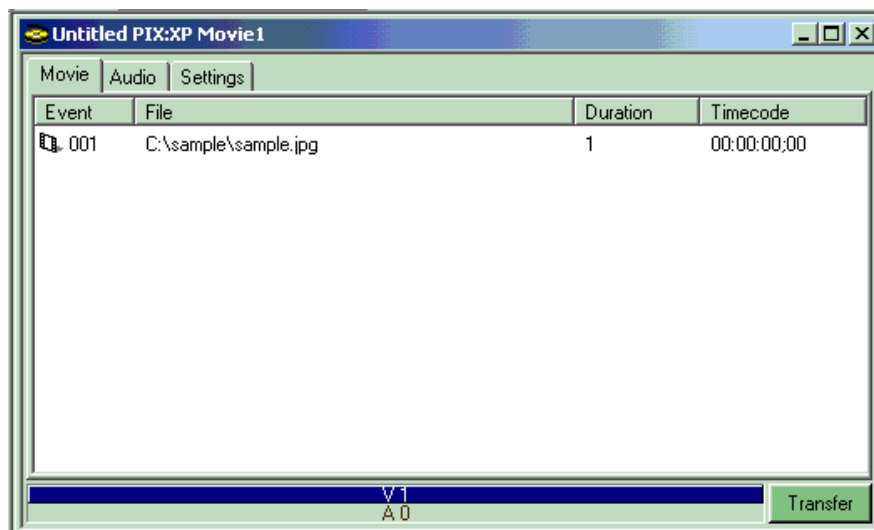 Untitled PIX:XP Movie1
Movie Audio Settings
Event File Duration Timecode
001 C:\sample\sample.jpg 1 00:00:00;00
V 1
A 0
Transfer